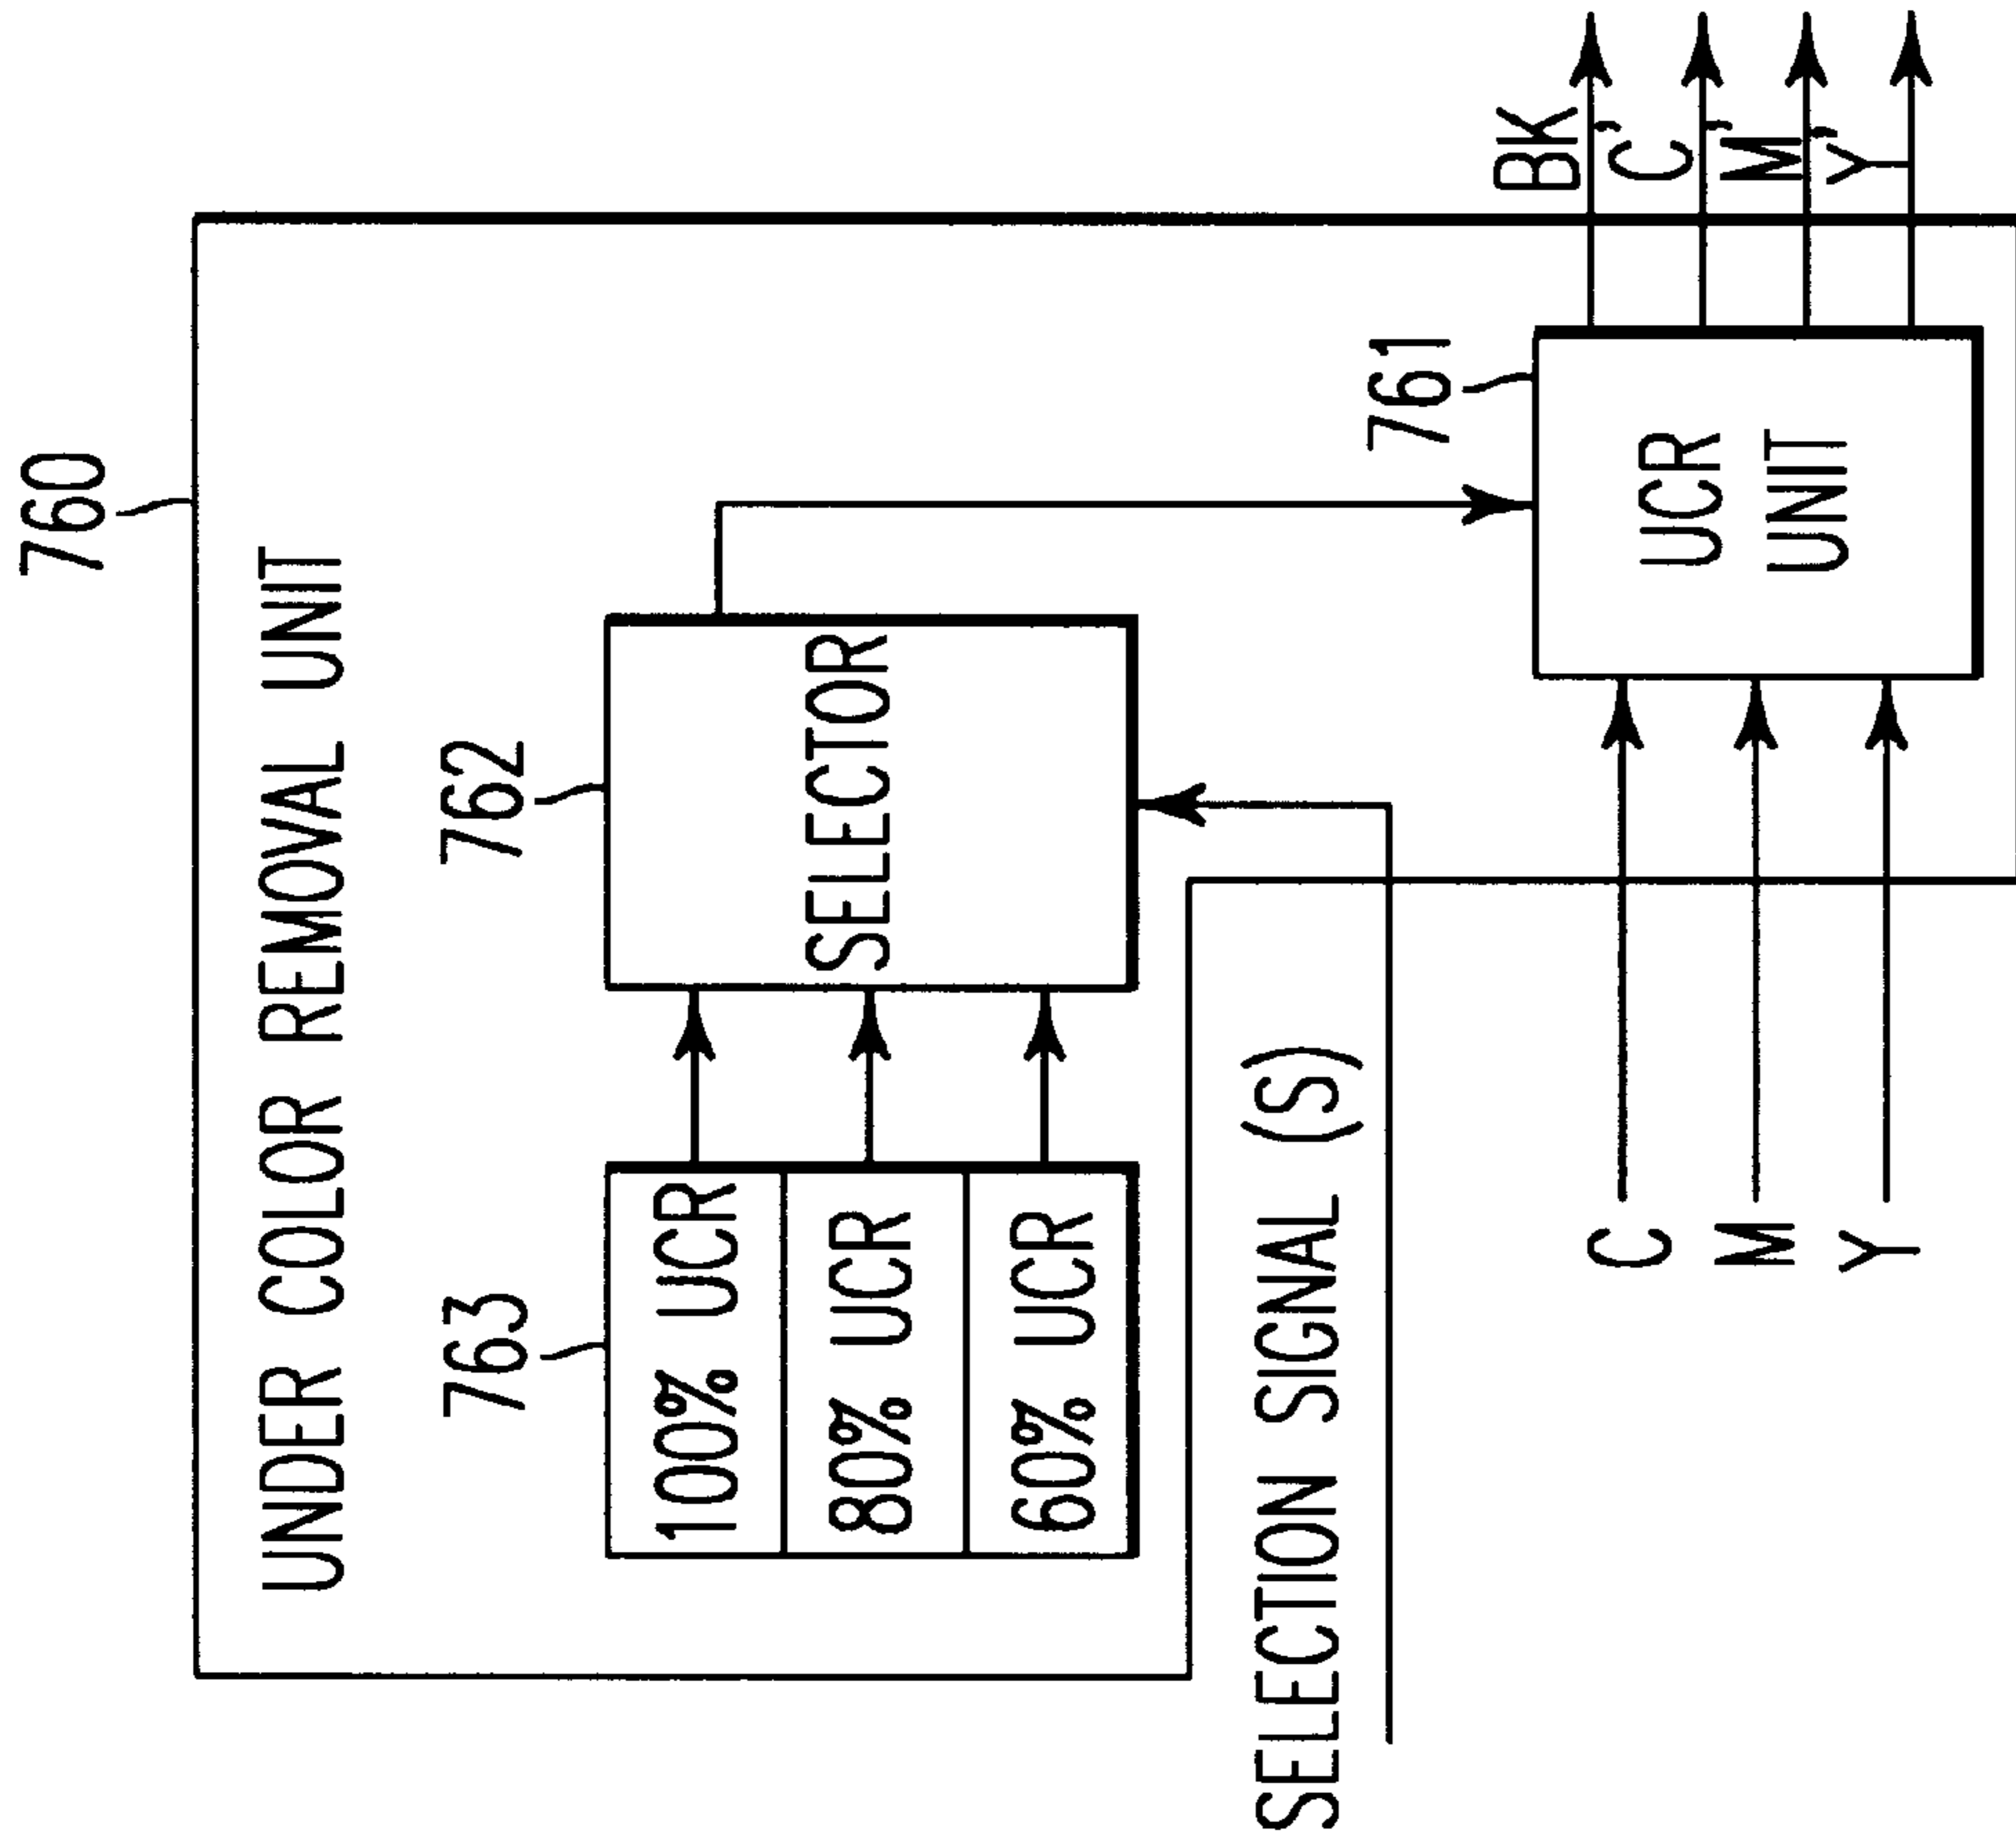 760
UNDER COLOR REMOVAL UNIT
763
762
100% UCR
80% UCR
60% UCR
SELECTOR
SELECTION SIGNAL (S)
761
UCR
UNIT
C
M
Y
BK
C'
M'
Y'